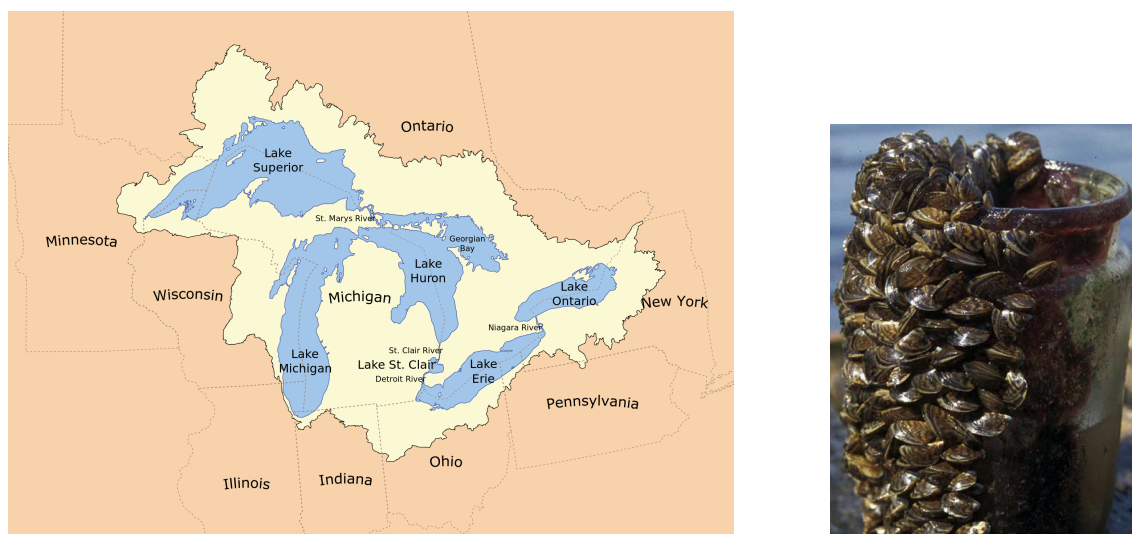 Ontario
Lake
Superior
St. Marys River
Minnesota
Georgian
Bay
Lake
Huron
Wisconsin
Michigan
Lake
Ontario
New York
Niagara River
St. Clair River
Lake
Michigan
Lake St. Clair
Lake
Erie
Detroit River
Pennsylvania
Ohio
Illinois
Indiana